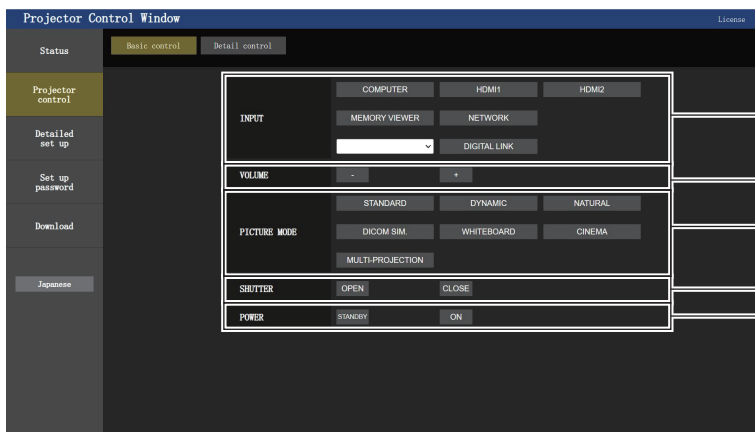 Projector Control Window
License
Status
Projector
control
Detailed
set up
Set up
password
Download
Japanese
Basic control
Detail control
INPUT
COMPUTER
HDMI1
HDMI2
MEMORY VIEWER
NETWORK
DIGITAL LINK
VOLUME
-
+
PICTURE MODE
STANDARD
DYNAMIC
NATURAL
DICOM SIM.
WHITEBOARD
CINEMA
MULTI-PROJECTION
SHUTTER
OPEN
CLOSE
POWER
STANDBY
ON